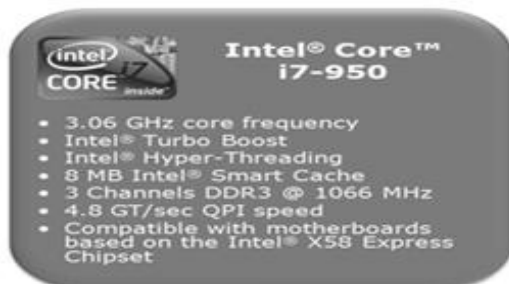 intel
CORE i7
inside™
Intel® Core™
i7-950
• 3.06 GHz core frequency
• Intel® Turbo Boost
• Intel® Hyper-Threading
• 8 MB Intel® Smart Cache
• 3 Channels DDR3 @ 1066 MHz
• 4.8 GT/sec QPI speed
• Compatible with motherboards
based on the Intel® X58 Express
Chipset